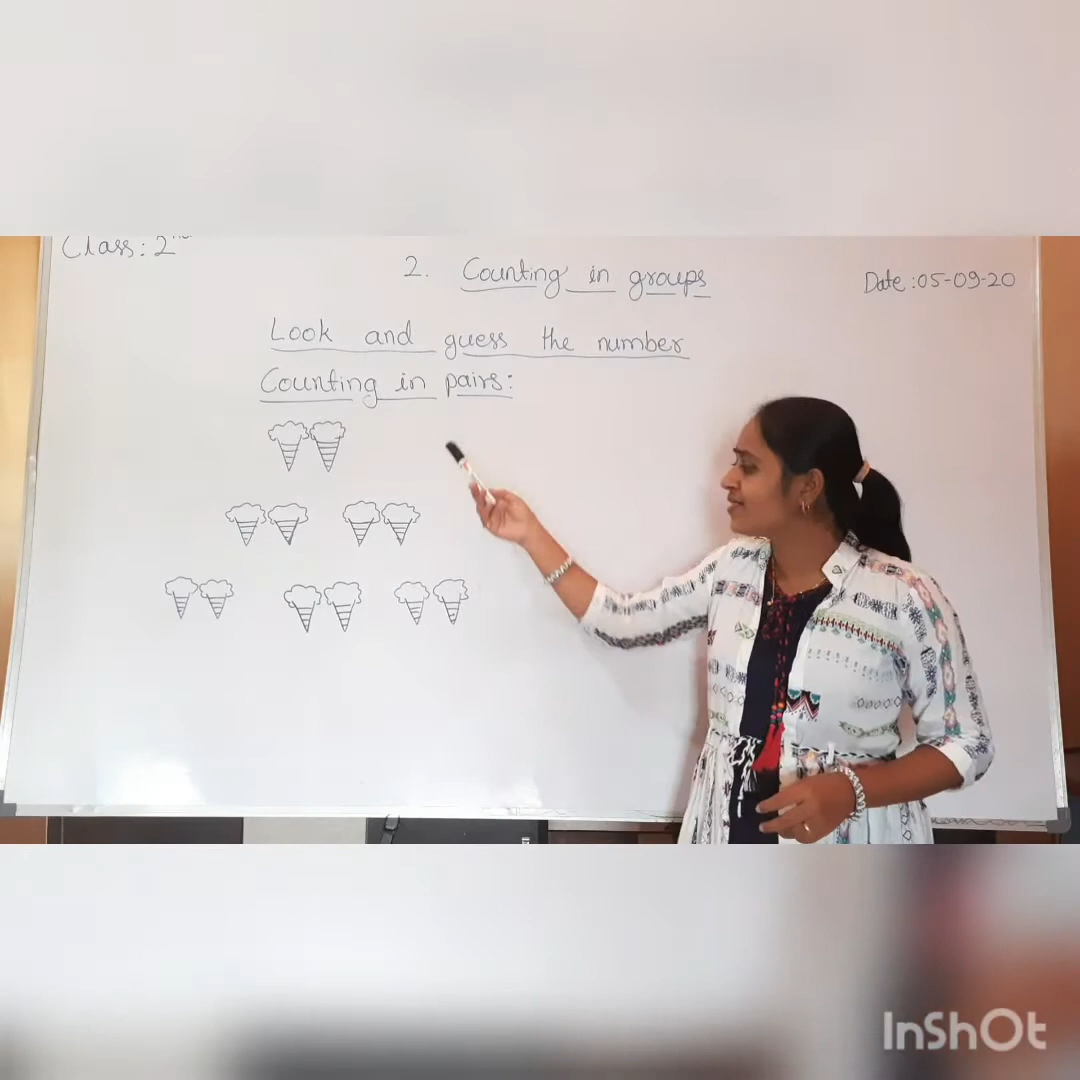 Class: 2nd
2. Counting in groups
Date: 05-09-20
Look and guess the number
Counting in pairs:
InShOt